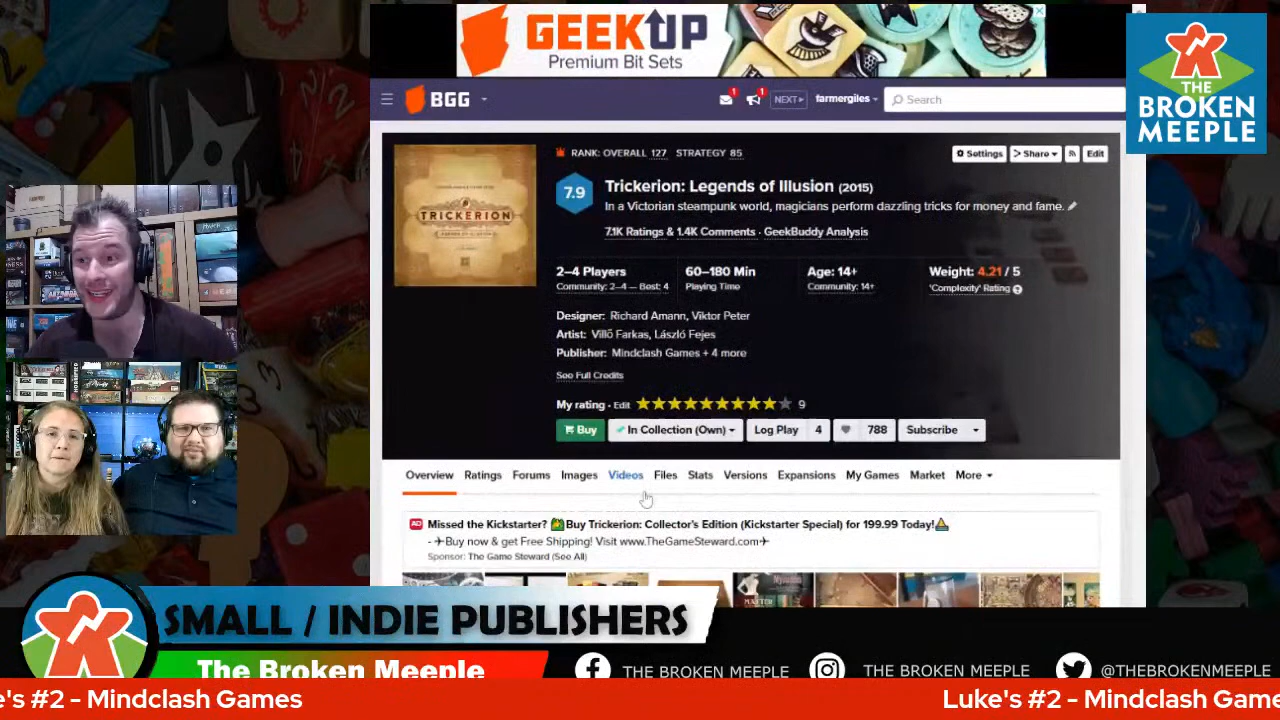 GEEKUP
Premium Bit Sets
THE
BROKEN
MEEPLE
BGG
1
1
NEXT
farmergiles
Search
RANK: OVERALL 127 STRATEGY 85
Settings
Share
Edit
7.9
Trickerion: Legends of Illusion (2015)
In a Victorian steampunk world, magicians perform dazzling tricks for money and fame.
7.1K Ratings & 1.4K Comments · GeekBuddy Analysis
TRICKERION
2–4 Players
60–180 Min
Age: 14+
Weight: 4.21 / 5
Community: 2–4 — Best: 4
Playing Time
Community: 14+
'Complexity' Rating
Designer: Richard Amann, Viktor Peter
Artist: Villő Farkas, László Fejes
Publisher: Mindclash Games + 4 more
See Full Credits
My rating · Edit 9
Buy
In Collection (Own)
Log Play 4
788
Subscribe
Overview Ratings Forums Images Videos Files Stats Versions Expansions My Games Market More
AD Missed the Kickstarter? Buy Trickerion: Collector's Edition (Kickstarter Special) for 199.99 Today!
- Buy now & get Free Shipping! Visit www.TheGameSteward.com
Sponsor: The Game Steward (See All)
SMALL / INDIE PUBLISHERS
The Broken Meeple
THE BROKEN MEEPLE
THE BROKEN MEEPLE
@THEBROKENMEEPLE
e's #2 - Mindclash Games
Luke's #2 - Mindclash Game